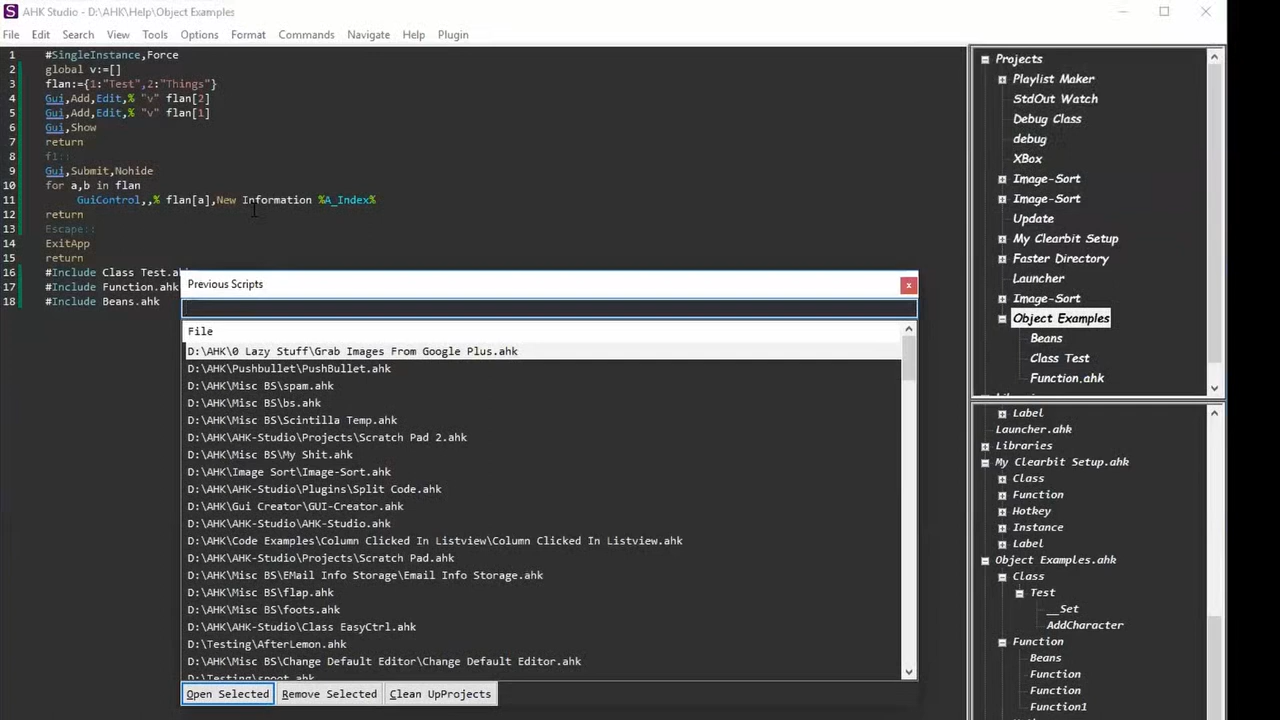 AHK Studio - D:\AHK\Help\Object Examples
File Edit Search View Tools Options Format Commands Navigate Help Plugin
1 #SingleInstance,Force
2 global v:=[]
3 flan:={1:"Test",2:"Things"}
4 Gui,Add,Edit,% "v" flan[2]
5 Gui,Add,Edit,% "v" flan[1]
6 Gui,Show
7 return
8 f1::
9 Gui,Submit,Nohide
10 for a,b in flan
11 GuiControl,,% flan[a],New Information %A_Index%
12 return
13 Escape::
14 ExitApp
15 return
16 #Include Class Test.ahk
17 #Include Function.ahk
18 #Include Beans.ahk
Previous Scripts
x
File
D:\AHK\0 Lazy Stuff\Grab Images From Google Plus.ahk
D:\AHK\Pushbullet\PushBullet.ahk
D:\AHK\Misc BS\spam.ahk
D:\AHK\Misc BS\bs.ahk
D:\AHK\Misc BS\Scintilla Temp.ahk
D:\AHK\AHK-Studio\Projects\Scratch Pad 2.ahk
D:\AHK\Misc BS\My Shit.ahk
D:\AHK\Image Sort\Image-Sort.ahk
D:\AHK\AHK-Studio\Plugins\Split Code.ahk
D:\AHK\Gui Creator\GUI-Creator.ahk
D:\AHK\AHK-Studio\AHK-Studio.ahk
D:\AHK\Code Examples\Column Clicked In Listview\Column Clicked In Listview.ahk
D:\AHK\AHK-Studio\Projects\Scratch Pad.ahk
D:\AHK\Misc BS\EMail Info Storage\Email Info Storage.ahk
D:\AHK\Misc BS\flap.ahk
D:\AHK\Misc BS\foots.ahk
D:\AHK\AHK-Studio\Class EasyCtrl.ahk
D:\Testing\AfterLemon.ahk
D:\AHK\Misc BS\Change Default Editor\Change Default Editor.ahk
D:\Testing\spoot.ahk
Open Selected Remove Selected Clean UpProjects
Projects
Playlist Maker
StdOut Watch
Debug Class
debug
XBox
Image-Sort
Image-Sort
Update
My Clearbit Setup
Faster Directory
Launcher
Image-Sort
Object Examples
Beans
Class Test
Function.ahk
Label
Launcher.ahk
Libraries
My Clearbit Setup.ahk
Class
Function
Hotkey
Instance
Label
Object Examples.ahk
Class
Test
__Set
AddCharacter
Function
Beans
Function
Function
Function1